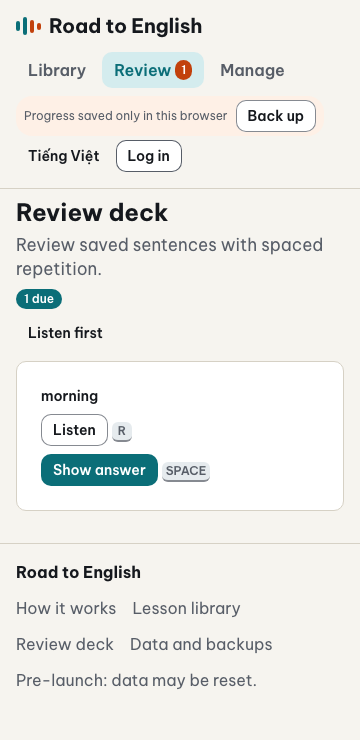 Road to English
Library Review 1 Manage
Progress saved only in this browser Back up
Tiếng Việt Log in
Review deck
Review saved sentences with spaced
repetition.
1 due
Listen first
morning
Listen R
Show answer SPACE
Road to English
How it works Lesson library
Review deck Data and backups
Pre-launch: data may be reset.